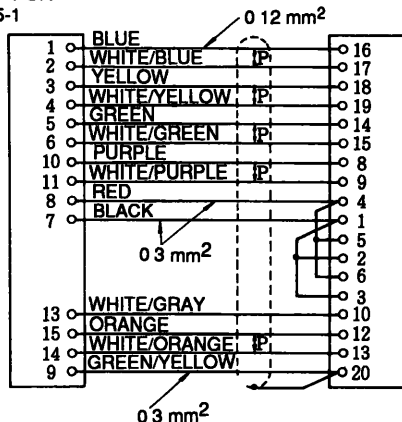 5-1
0 12 mm²
1 BLUE 16
2 WHITE/BLUE P 17
3 YELLOW 18
4 WHITE/YELLOW P 19
5 GREEN 14
6 WHITE/GREEN P 15
10 PURPLE 8
11 WHITE/PURPLE P 9
8 RED 4
7 BLACK 1
5
2
6
3
0 3 mm²
13 WHITE/GRAY 10
15 ORANGE 12
14 WHITE/ORANGE P 13
9 GREEN/YELLOW 20
0 3 mm²